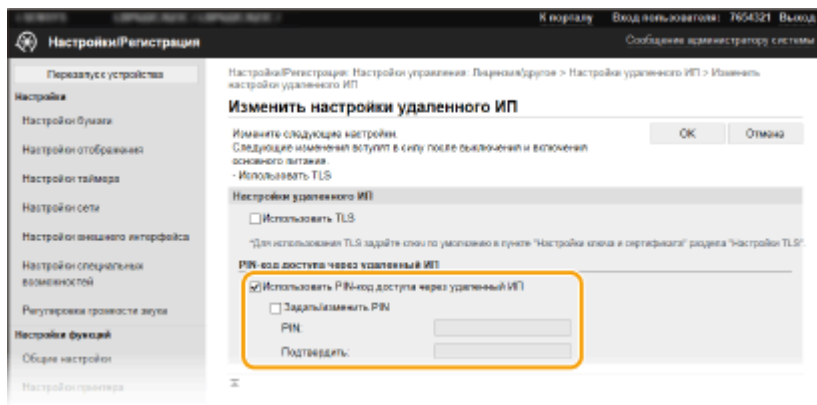 К порталу Вход пользователя: 7654321 Выход
Настройки/Регистрация
Сообщение администратору системы
Перезапуск устройства
Настройки
Настройки бумаги
Настройки отображения
Настройки таймера
Настройки сети
Настройки внешнего интерфейса
Настройки специальных
возможностей
Регулировка громкости звука
Настройки функций
Общие настройки
Настройки принтера
Настройки/Регистрация: Настройки управления: Лицензия/другое > Настройки удаленного ИП > Изменить
настройки удаленного ИП
Изменить настройки удаленного ИП
Измените следующие настройки.
Следующие изменения вступят в силу после выключения и включения
основного питания.
- Использовать TLS
OK Отмена
Настройки удаленного ИП
Использовать TLS
*Для использования TLS задайте ключ по умолчанию в пункте "Настройки ключа и сертификата" раздела "Настройки TLS".
PIN-код доступа через удаленный ИП
Использовать PIN-код доступа через удаленный ИП
Задать/изменить PIN
PIN:
Подтвердить: